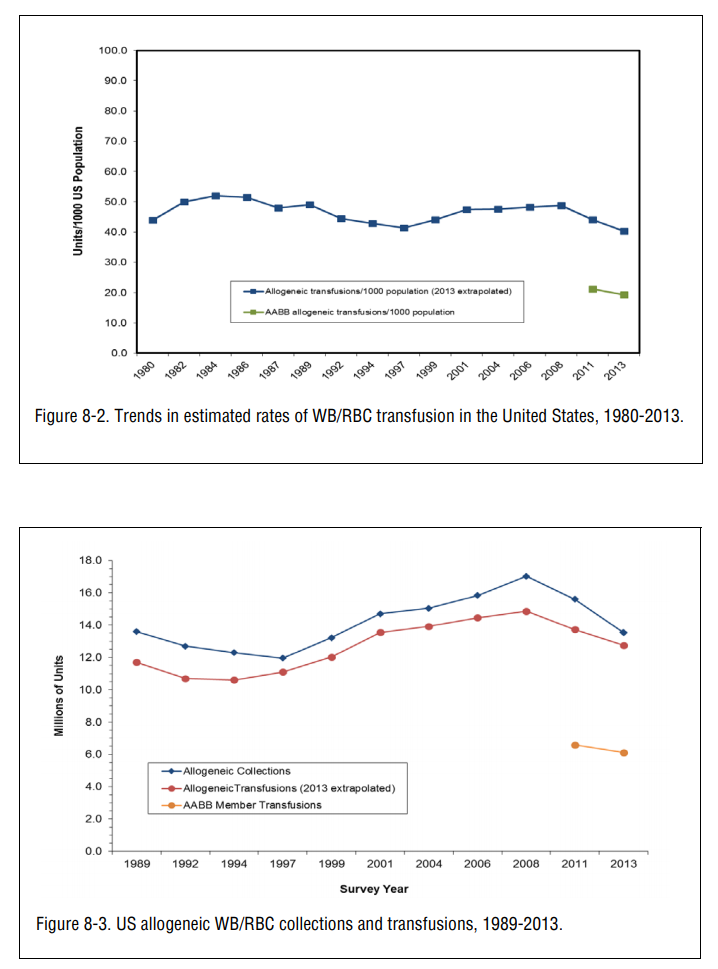 100.0
90.0
80.0
70.0
60.0
50.0
40.0
30.0
20.0
10.0
0.0
Units/1000 US Population
Allogeneic transfusions/1000 population (2013 extrapolated)
AABB allogeneic transfusions/1000 population
1980 1982 1984 1986 1987 1989 1992 1994 1997 1999 2001 2004 2006 2008 2011 2013
Figure 8-2. Trends in estimated rates of WB/RBC transfusion in the United States, 1980-2013.
18.0
16.0
14.0
12.0
10.0
8.0
6.0
4.0
2.0
0.0
Millions of Units
Allogeneic Collections
AllogeneicTransfusions (2013 extrapolated)
AABB Member Transfusions
1989 1992 1994 1997 1999 2001 2004 2006 2008 2011 2013
Survey Year
Figure 8-3. US allogeneic WB/RBC collections and transfusions, 1989-2013.